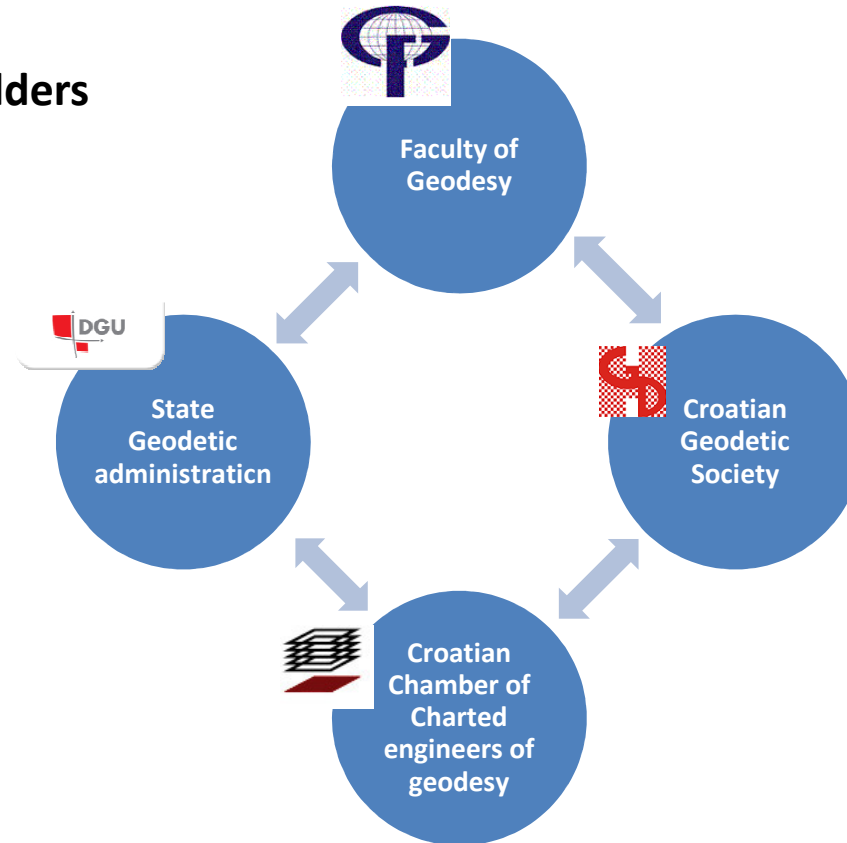 lders
Faculty of
Geodesy
DGU
State
Geodetic
administraticn
Croatian
Geodetic
Society
Croatian
Chamber of
Charted
engineers of
geodesy